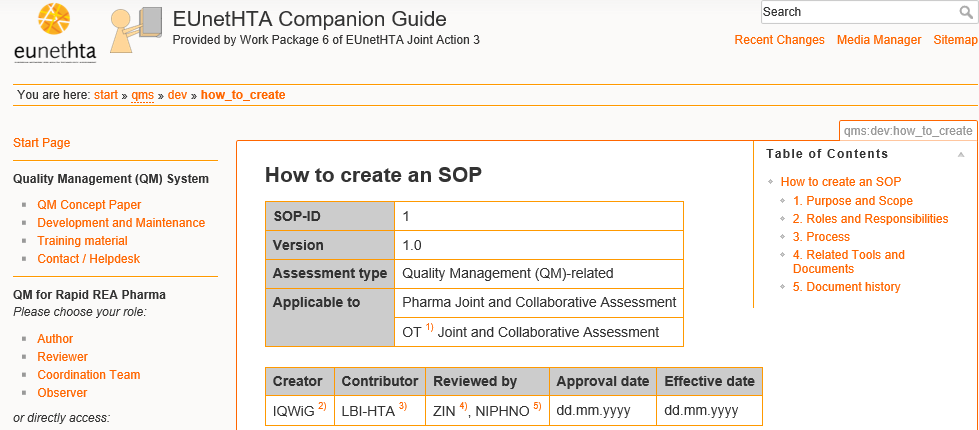 eunethta
EUnetHTA Companion Guide
Provided by Work Package 6 of EUnetHTA Joint Action 3
Search
Recent Changes Media Manager Sitemap
You are here: start » qms » dev » how_to_create
qms:dev:how_to_create
Start Page
Quality Management (QM) System
QM Concept Paper
Development and Maintenance
Training material
Contact / Helpdesk
QM for Rapid REA Pharma
Please choose your role:
Author
Reviewer
Coordination Team
Observer
or directly access:
How to create an SOP
SOP-ID 1
Version 1.0
Assessment type Quality Management (QM)-related
Applicable to Pharma Joint and Collaborative Assessment
OT 1) Joint and Collaborative Assessment
Creator Contributor Reviewed by Approval date Effective date
IQWiG 2) LBI-HTA 3) ZIN 4), NIPHNO 5) dd.mm.yyyy dd.mm.yyyy
Table of Contents
How to create an SOP
1. Purpose and Scope
2. Roles and Responsibilities
3. Process
4. Related Tools and
Documents
5. Document history